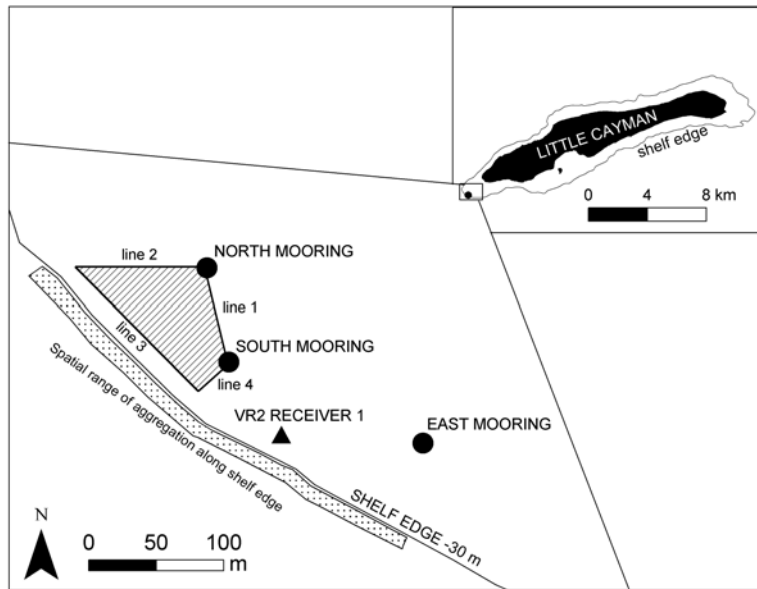 LITTLE CAYMAN
shelf edge
0 4 8 km
NORTH MOORING
line 2
line 1
line 3
SOUTH MOORING
line 4
VR2 RECEIVER 1
EAST MOORING
Spatial range of aggregation along shelf edge
SHELF EDGE -30 m
N
0 50 100
m